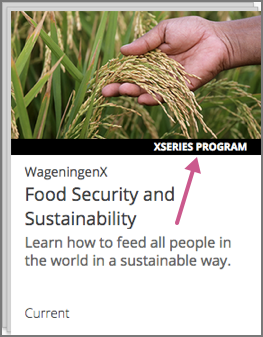 XSERIES PROGRAM
WageningenX
Food Security and
Sustainability
Learn how to feed all people in
the world in a sustainable way.
Current